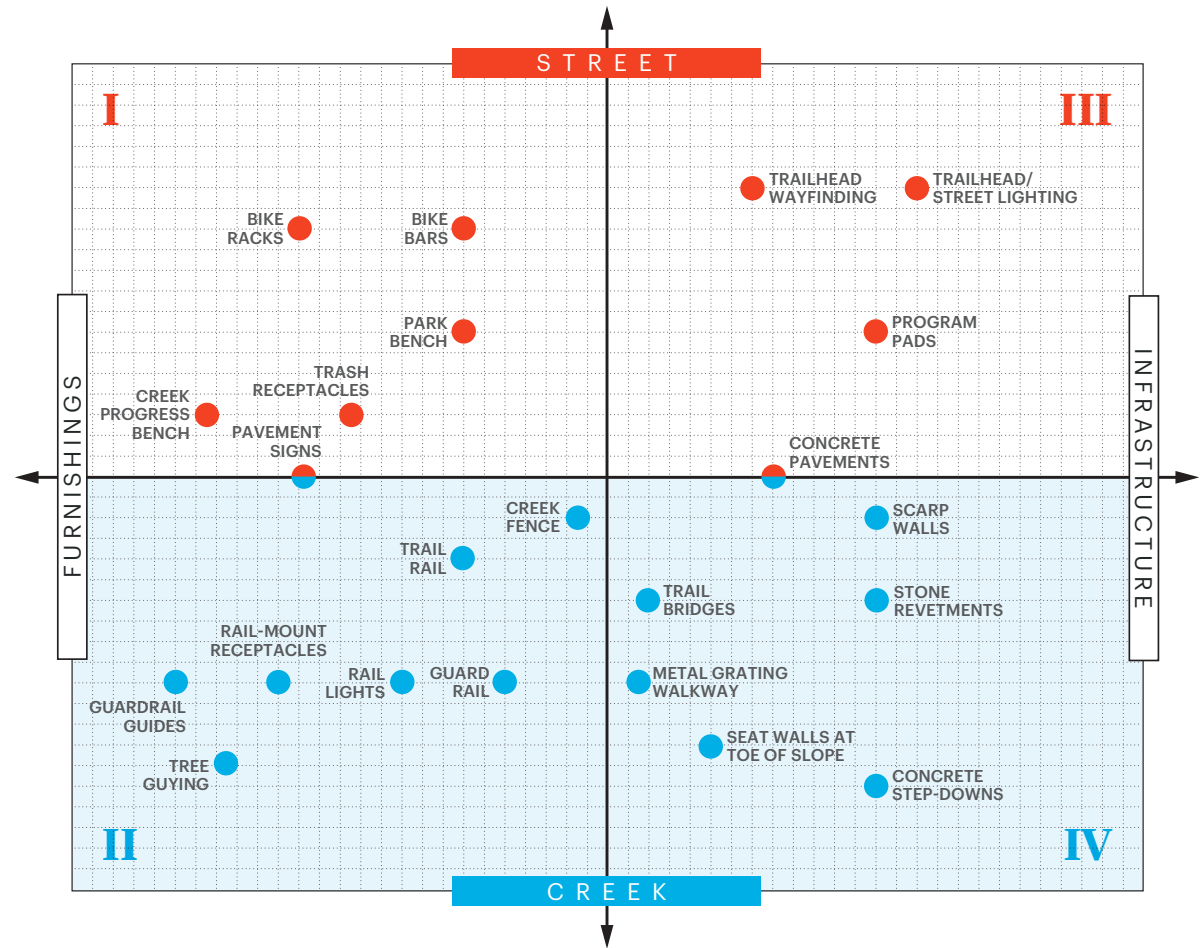 STREET
I
III
TRAILHEAD
WAYFINDING
TRAILHEAD/
STREET LIGHTING
BIKE
RACKS
BIKE
BARS
PARK
BENCH
PROGRAM
PADS
TRASH
RECEPTACLES
CREEK
PROGRESS
BENCH
PAVEMENT
SIGNS
CONCRETE
PAVEMENTS
FURNISHINGS
INFRASTRUCTURE
CREEK
FENCE
SCARP
WALLS
TRAIL
RAIL
TRAIL
BRIDGES
STONE
REVETMENTS
RAIL-MOUNT
RECEPTACLES
GUARDRAIL
GUIDES
RAIL
LIGHTS
GUARD
RAIL
METAL GRATING
WALKWAY
TREE
GUYING
SEAT WALLS AT
TOE OF SLOPE
CONCRETE
STEP-DOWNS
II
IV
CREEK